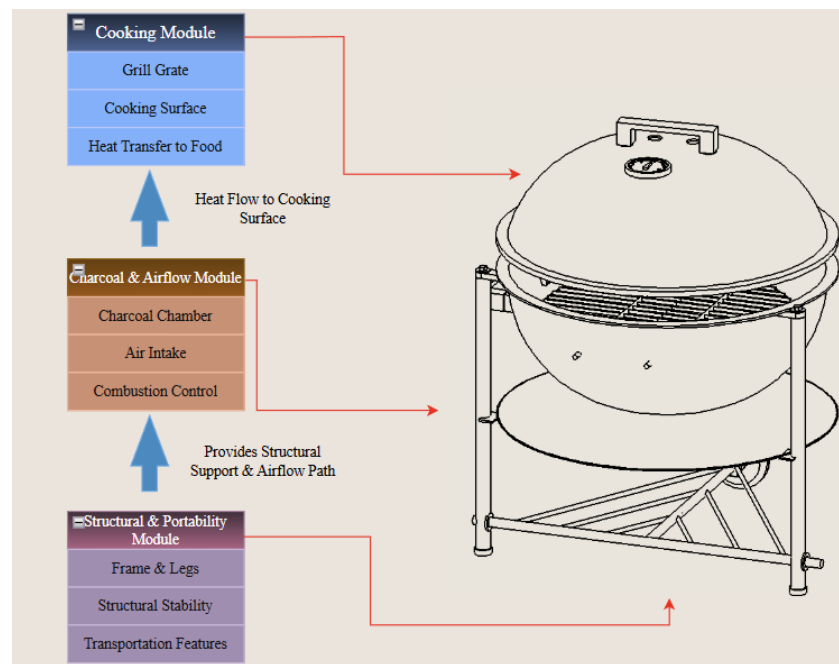 Cooking Module
Grill Grate
Cooking Surface
Heat Transfer to Food
Heat Flow to Cooking
Surface
Charcoal & Airflow Module
Charcoal Chamber
Air Intake
Combustion Control
Provides Structural
Support & Airflow Path
Structural & Portability
Module
Frame & Legs
Structural Stability
Transportation Features